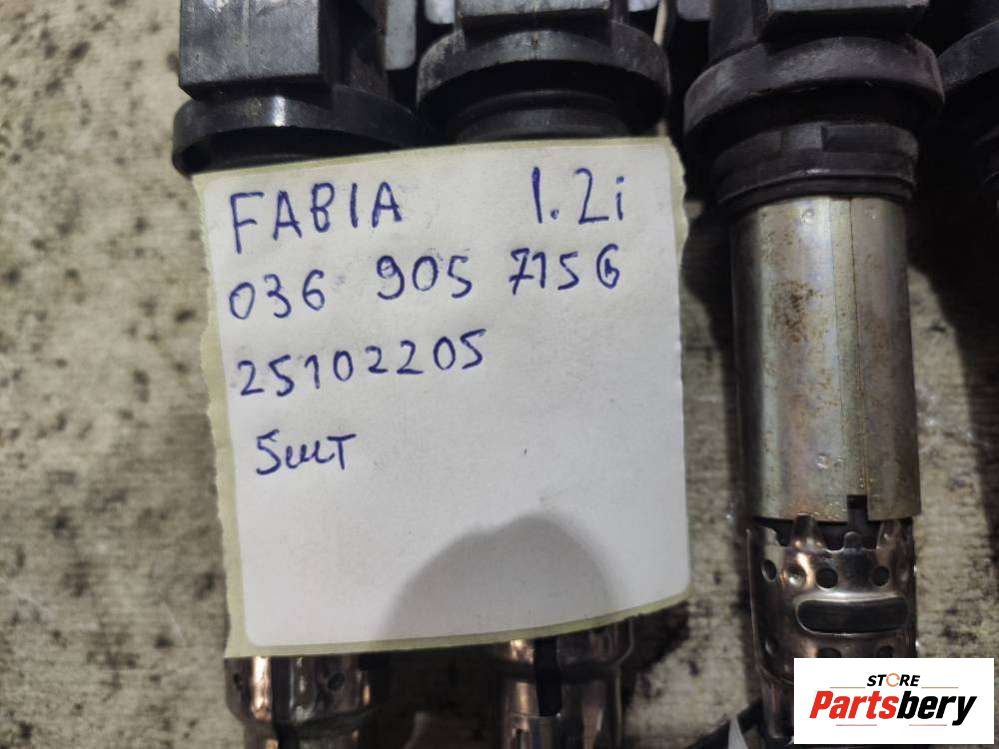 FABIA 1.2i
036 905 715G
25102205
5шт
STORE
Partsbery